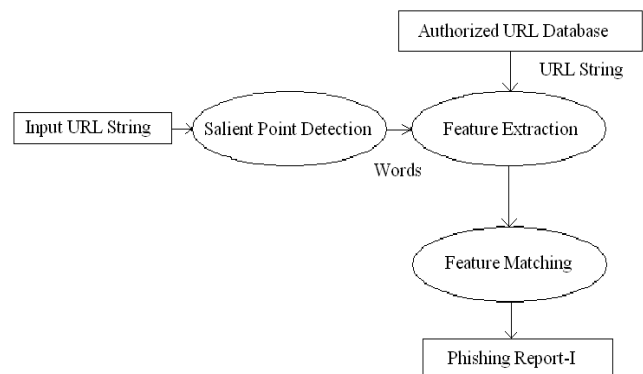 Authorized URL Database
URL String
Input URL String
Salient Point Detection
Feature Extraction
Words
Feature Matching
Phishing Report-I